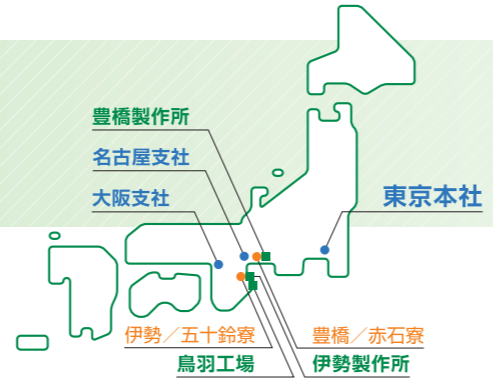 豊橋製作所
名古屋支社
大阪支社
東京本社
伊勢／五十鈴寮
豊橋／赤石寮
鳥羽工場
伊勢製作所